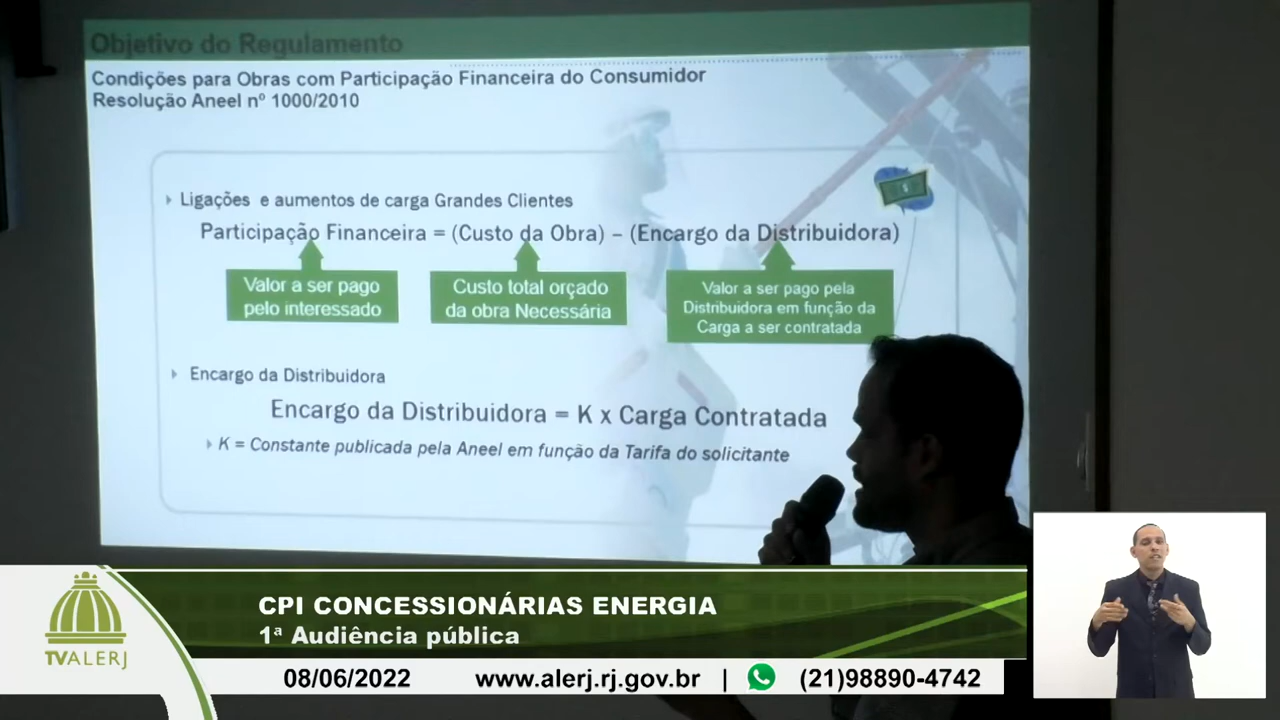 Objetivo do Regulamento
Condições para Obras com Participação Financeira do Consumidor
Resolução Aneel nº 1000/2010
Ligações e aumentos de carga Grandes Clientes
Participação Financeira = (Custo da Obra) – (Encargo da Distribuidora)
Valor a ser pago
pelo interessado
Custo total orçado
da obra Necessária
Valor a ser pago pela
Distribuidora em função da
Carga a ser contratada
Encargo da Distribuidora
Encargo da Distribuidora = K x Carga Contratada
K = Constante publicada pela Aneel em função da Tarifa do solicitante
CPI CONCESSIONÁRIAS ENERGIA
1ª Audiência pública
TVALERJ
08/06/2022 www.alerj.rj.gov.br | (21)98890-4742